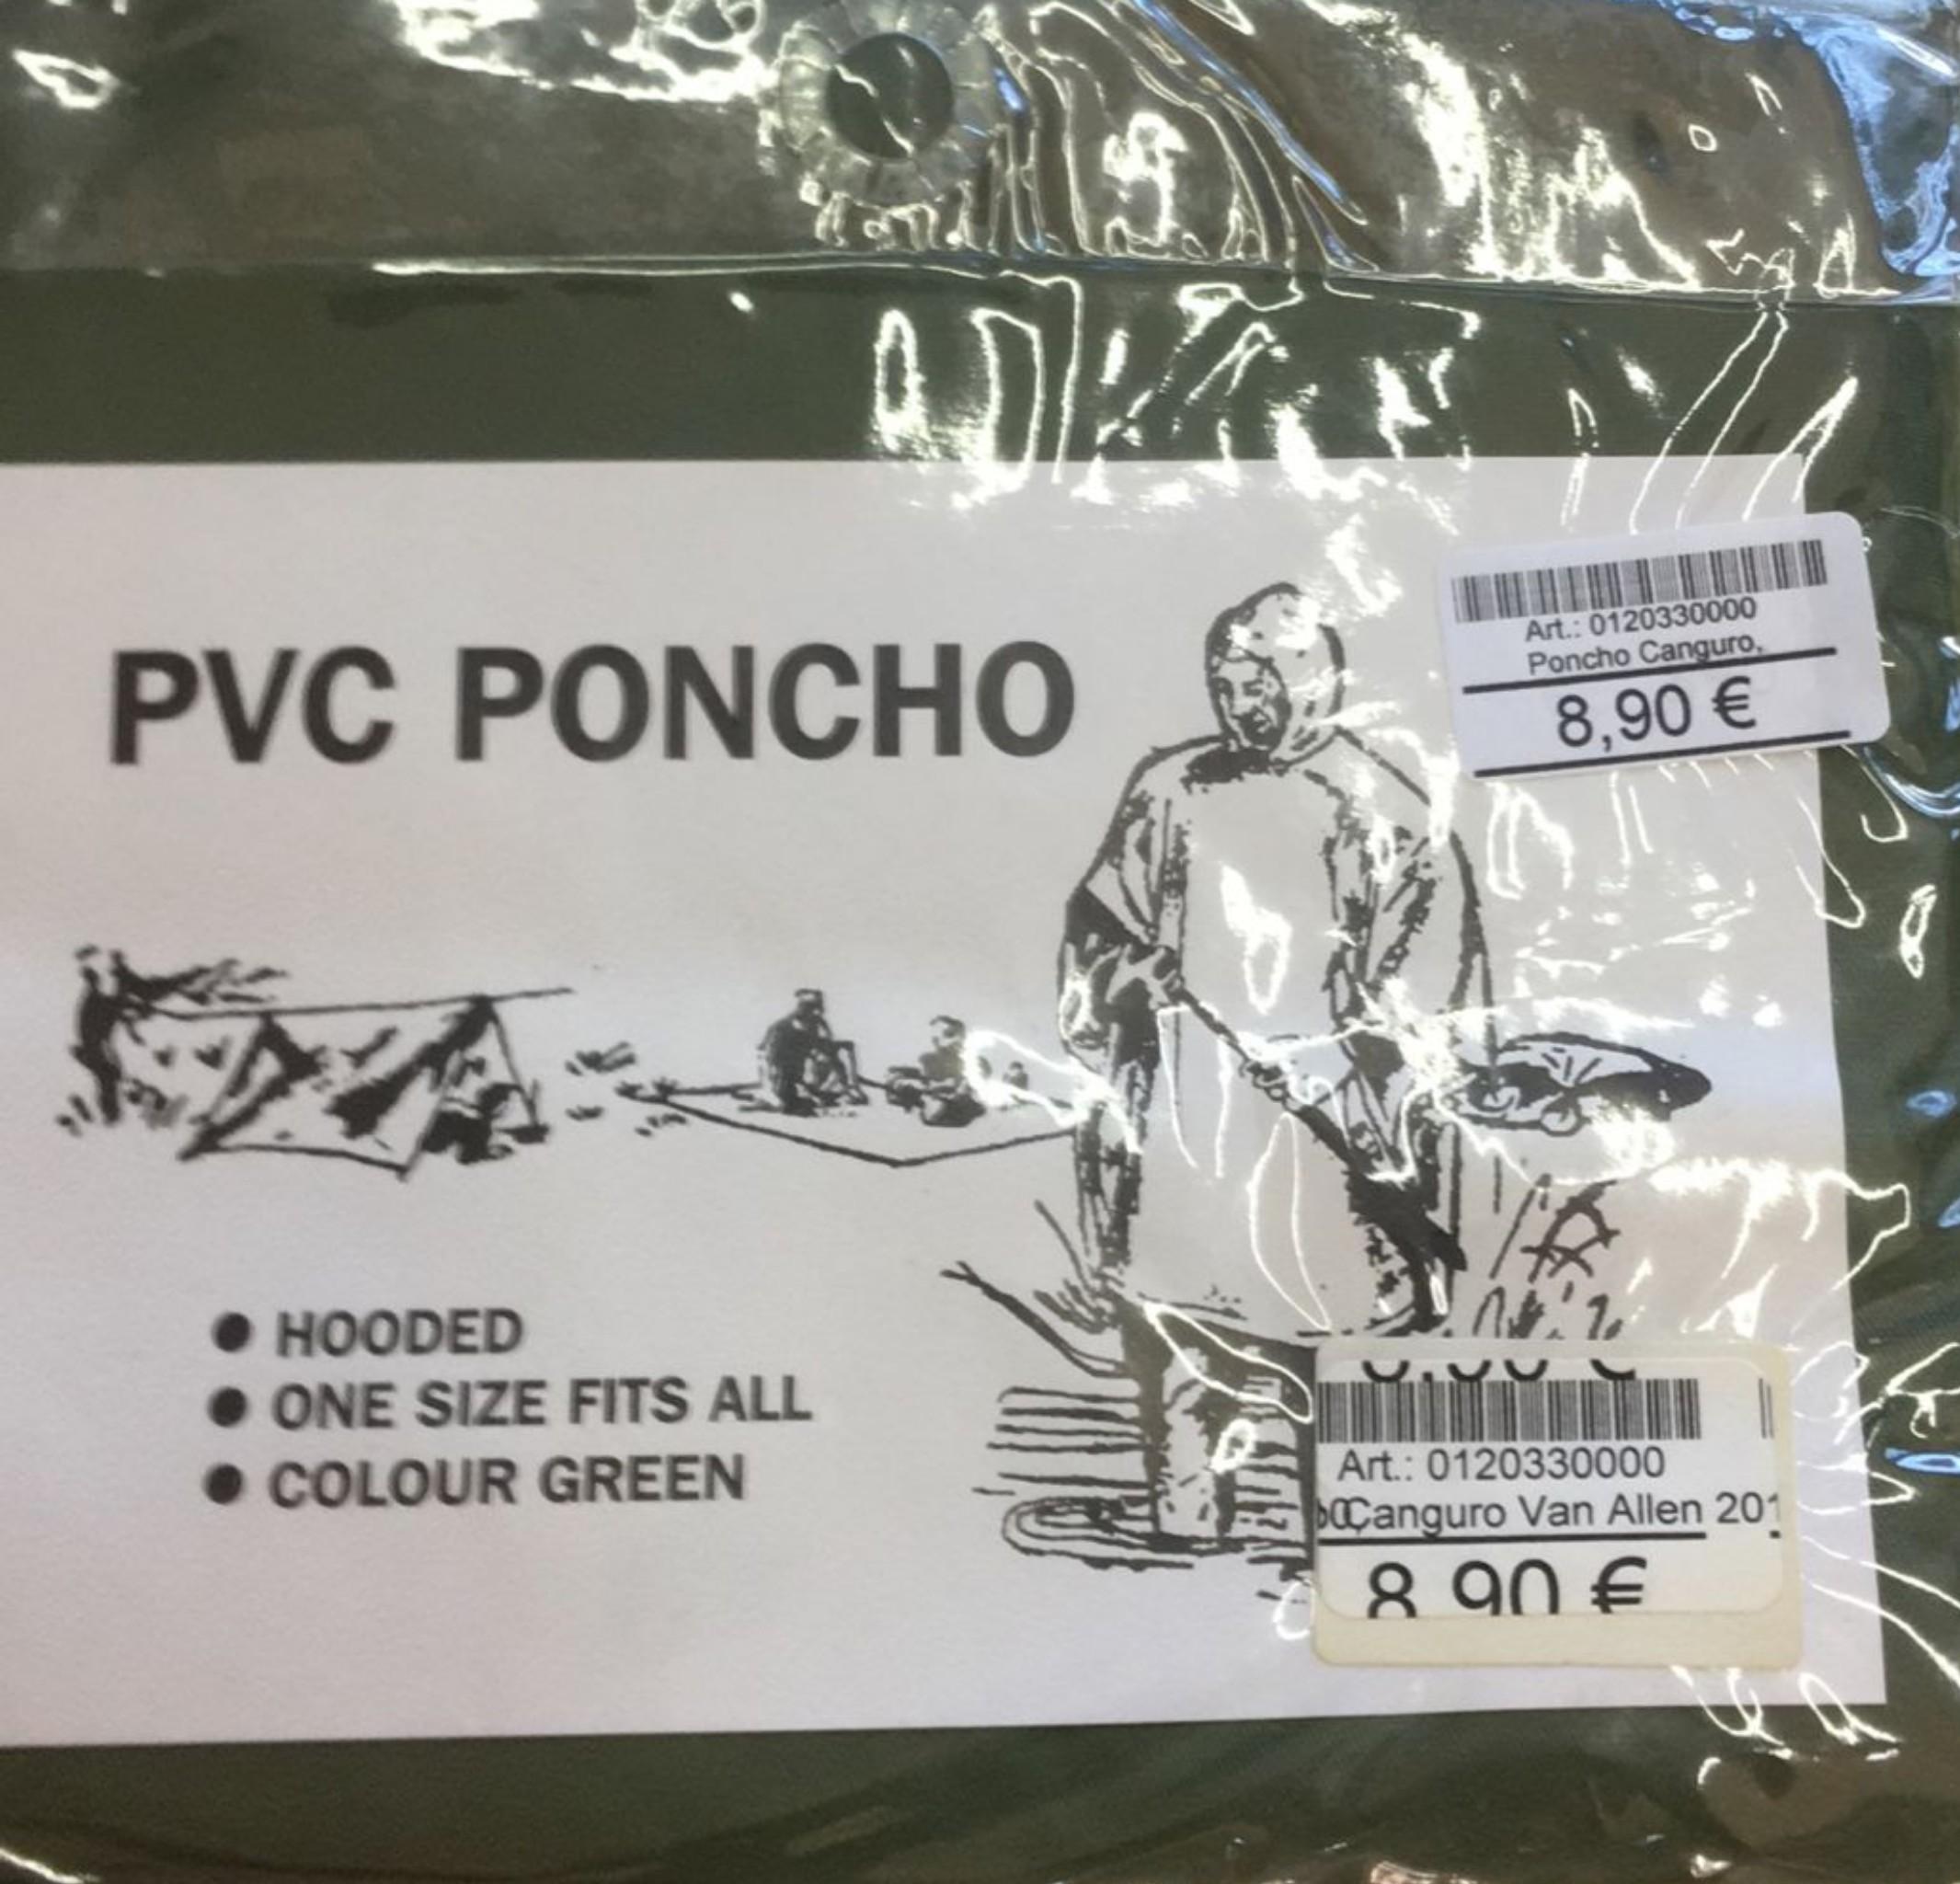 PVC PONCHO
Art.: 0120330000
Poncho Canguro,
8,90 €
● HOODED
● ONE SIZE FITS ALL
● COLOUR GREEN
Art.: 0120330000
Canguro Van Allen 201
8 90 €